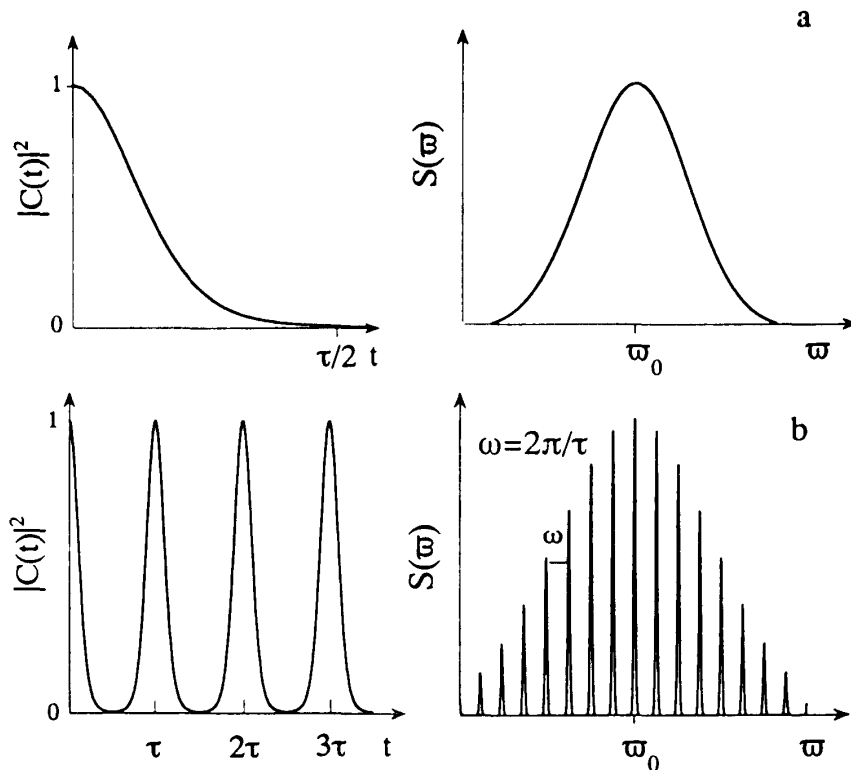 a
|C(t)|²
1
0
τ/2 t
S(ϖ)
ϖ₀ ϖ
b
|C(t)|²
1
0
τ 2τ 3τ t
S(ϖ)
ω=2π/τ
ω
ϖ₀ ϖ